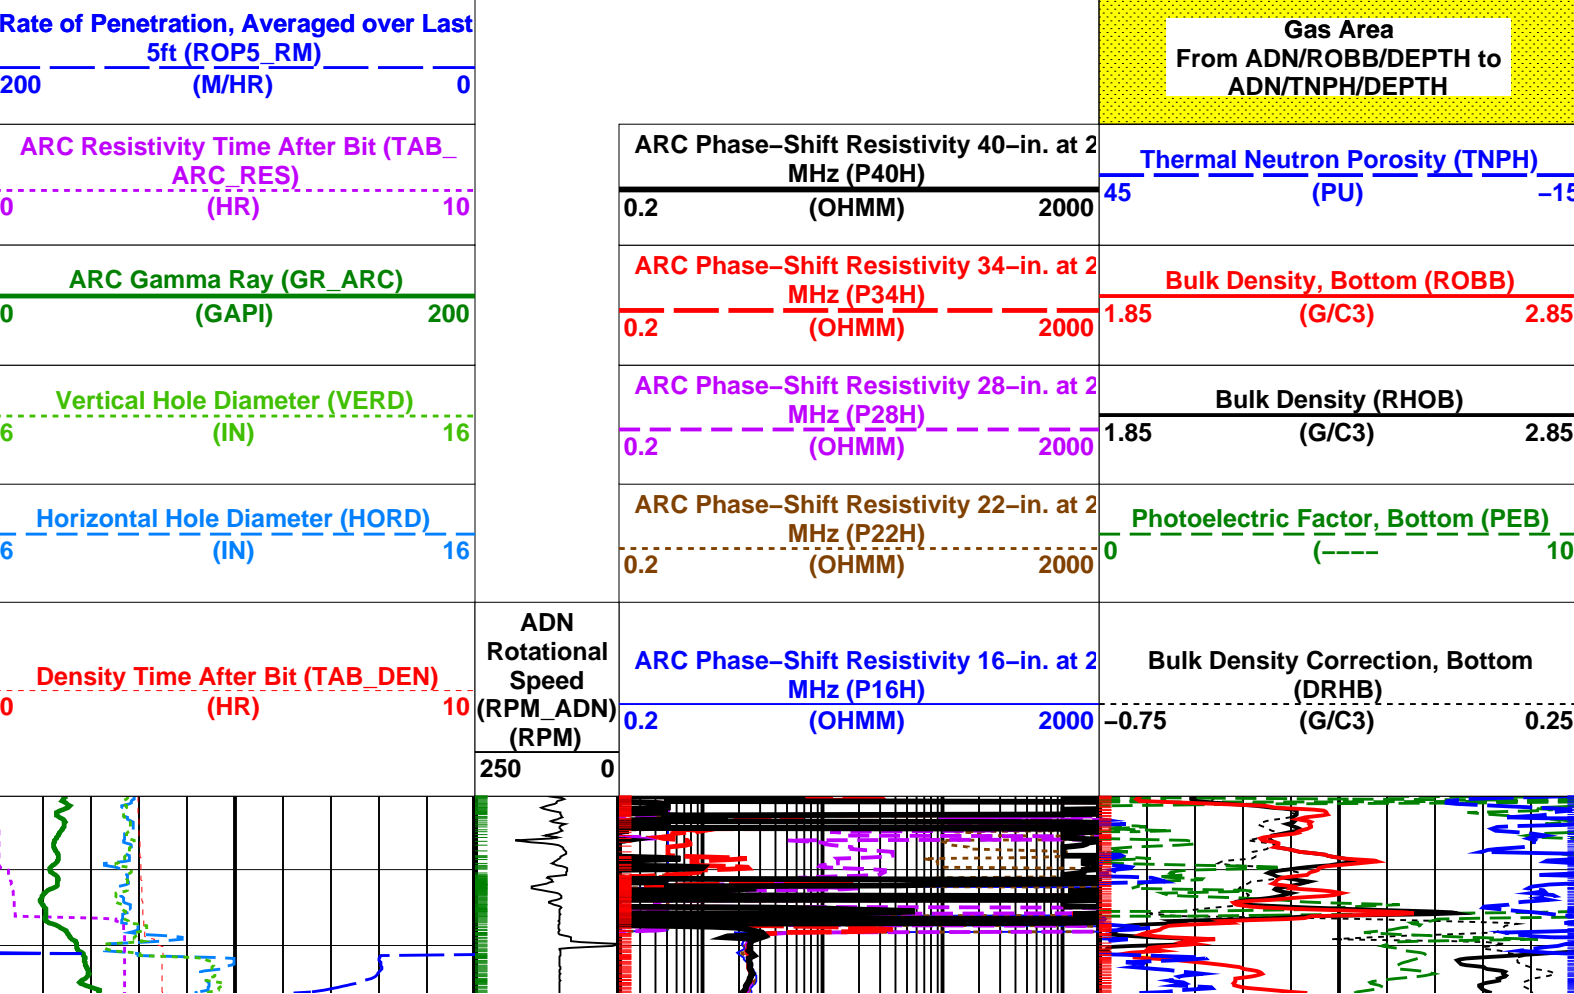 Rate of Penetration, Averaged over Last
5ft (ROP5_RM)
200 (M/HR) 0
ARC Resistivity Time After Bit (TAB_
ARC_RES)
0 (HR) 10
ARC Gamma Ray (GR_ARC)
0 (GAPI) 200
Vertical Hole Diameter (VERD)
6 (IN) 16
Horizontal Hole Diameter (HORD)
6 (IN) 16
Density Time After Bit (TAB_DEN)
0 (HR) 10
ADN
Rotational
Speed
(RPM_ADN)
(RPM)
250 0
ARC Phase−Shift Resistivity 40−in. at 2
MHz (P40H)
0.2 (OHMM) 2000
ARC Phase−Shift Resistivity 34−in. at 2
MHz (P34H)
0.2 (OHMM) 2000
ARC Phase−Shift Resistivity 28−in. at 2
MHz (P28H)
0.2 (OHMM) 2000
ARC Phase−Shift Resistivity 22−in. at 2
MHz (P22H)
0.2 (OHMM) 2000
ARC Phase−Shift Resistivity 16−in. at 2
MHz (P16H)
0.2 (OHMM) 2000
Gas Area
From ADN/ROBB/DEPTH to
ADN/TNPH/DEPTH
Thermal Neutron Porosity (TNPH)
45 (PU) −15
Bulk Density, Bottom (ROBB)
1.85 (G/C3) 2.85
Bulk Density (RHOB)
1.85 (G/C3) 2.85
Photoelectric Factor, Bottom (PEB)
0 (−−−− 10
Bulk Density Correction, Bottom
(DRHB)
−0.75 (G/C3) 0.25